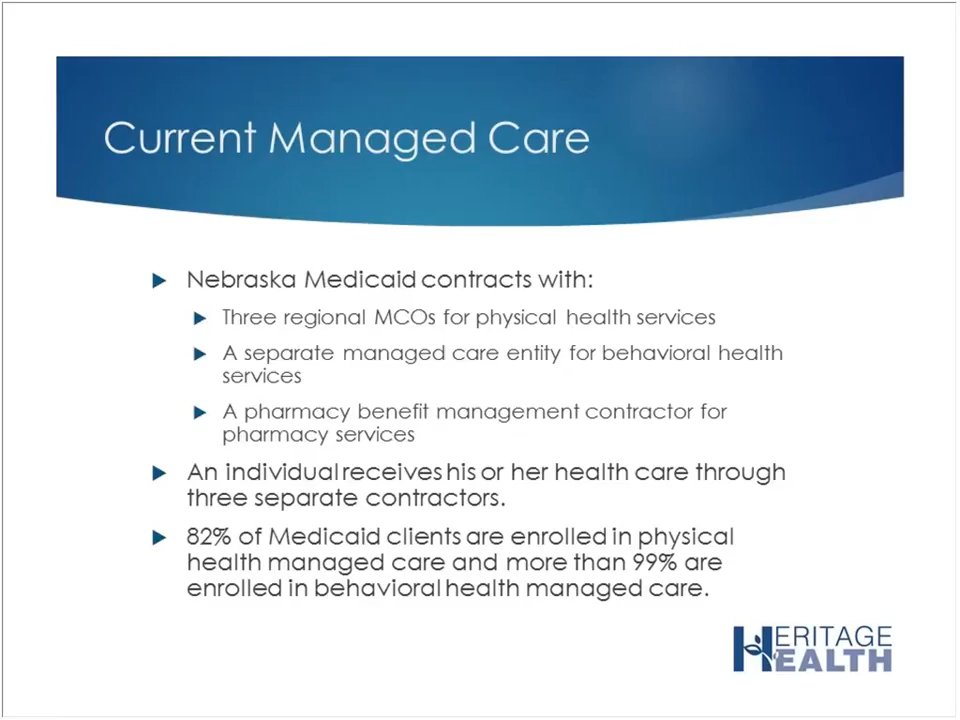 Current Managed Care
Nebraska Medicaid contracts with:
Three regional MCOs for physical health services
A separate managed care entity for behavioral health
services
A pharmacy benefit management contractor for
pharmacy services
An individual receives his or her health care through
three separate contractors.
82% of Medicaid clients are enrolled in physical
health managed care and more than 99% are
enrolled in behavioral health managed care.
HERITAGE
HEALTH